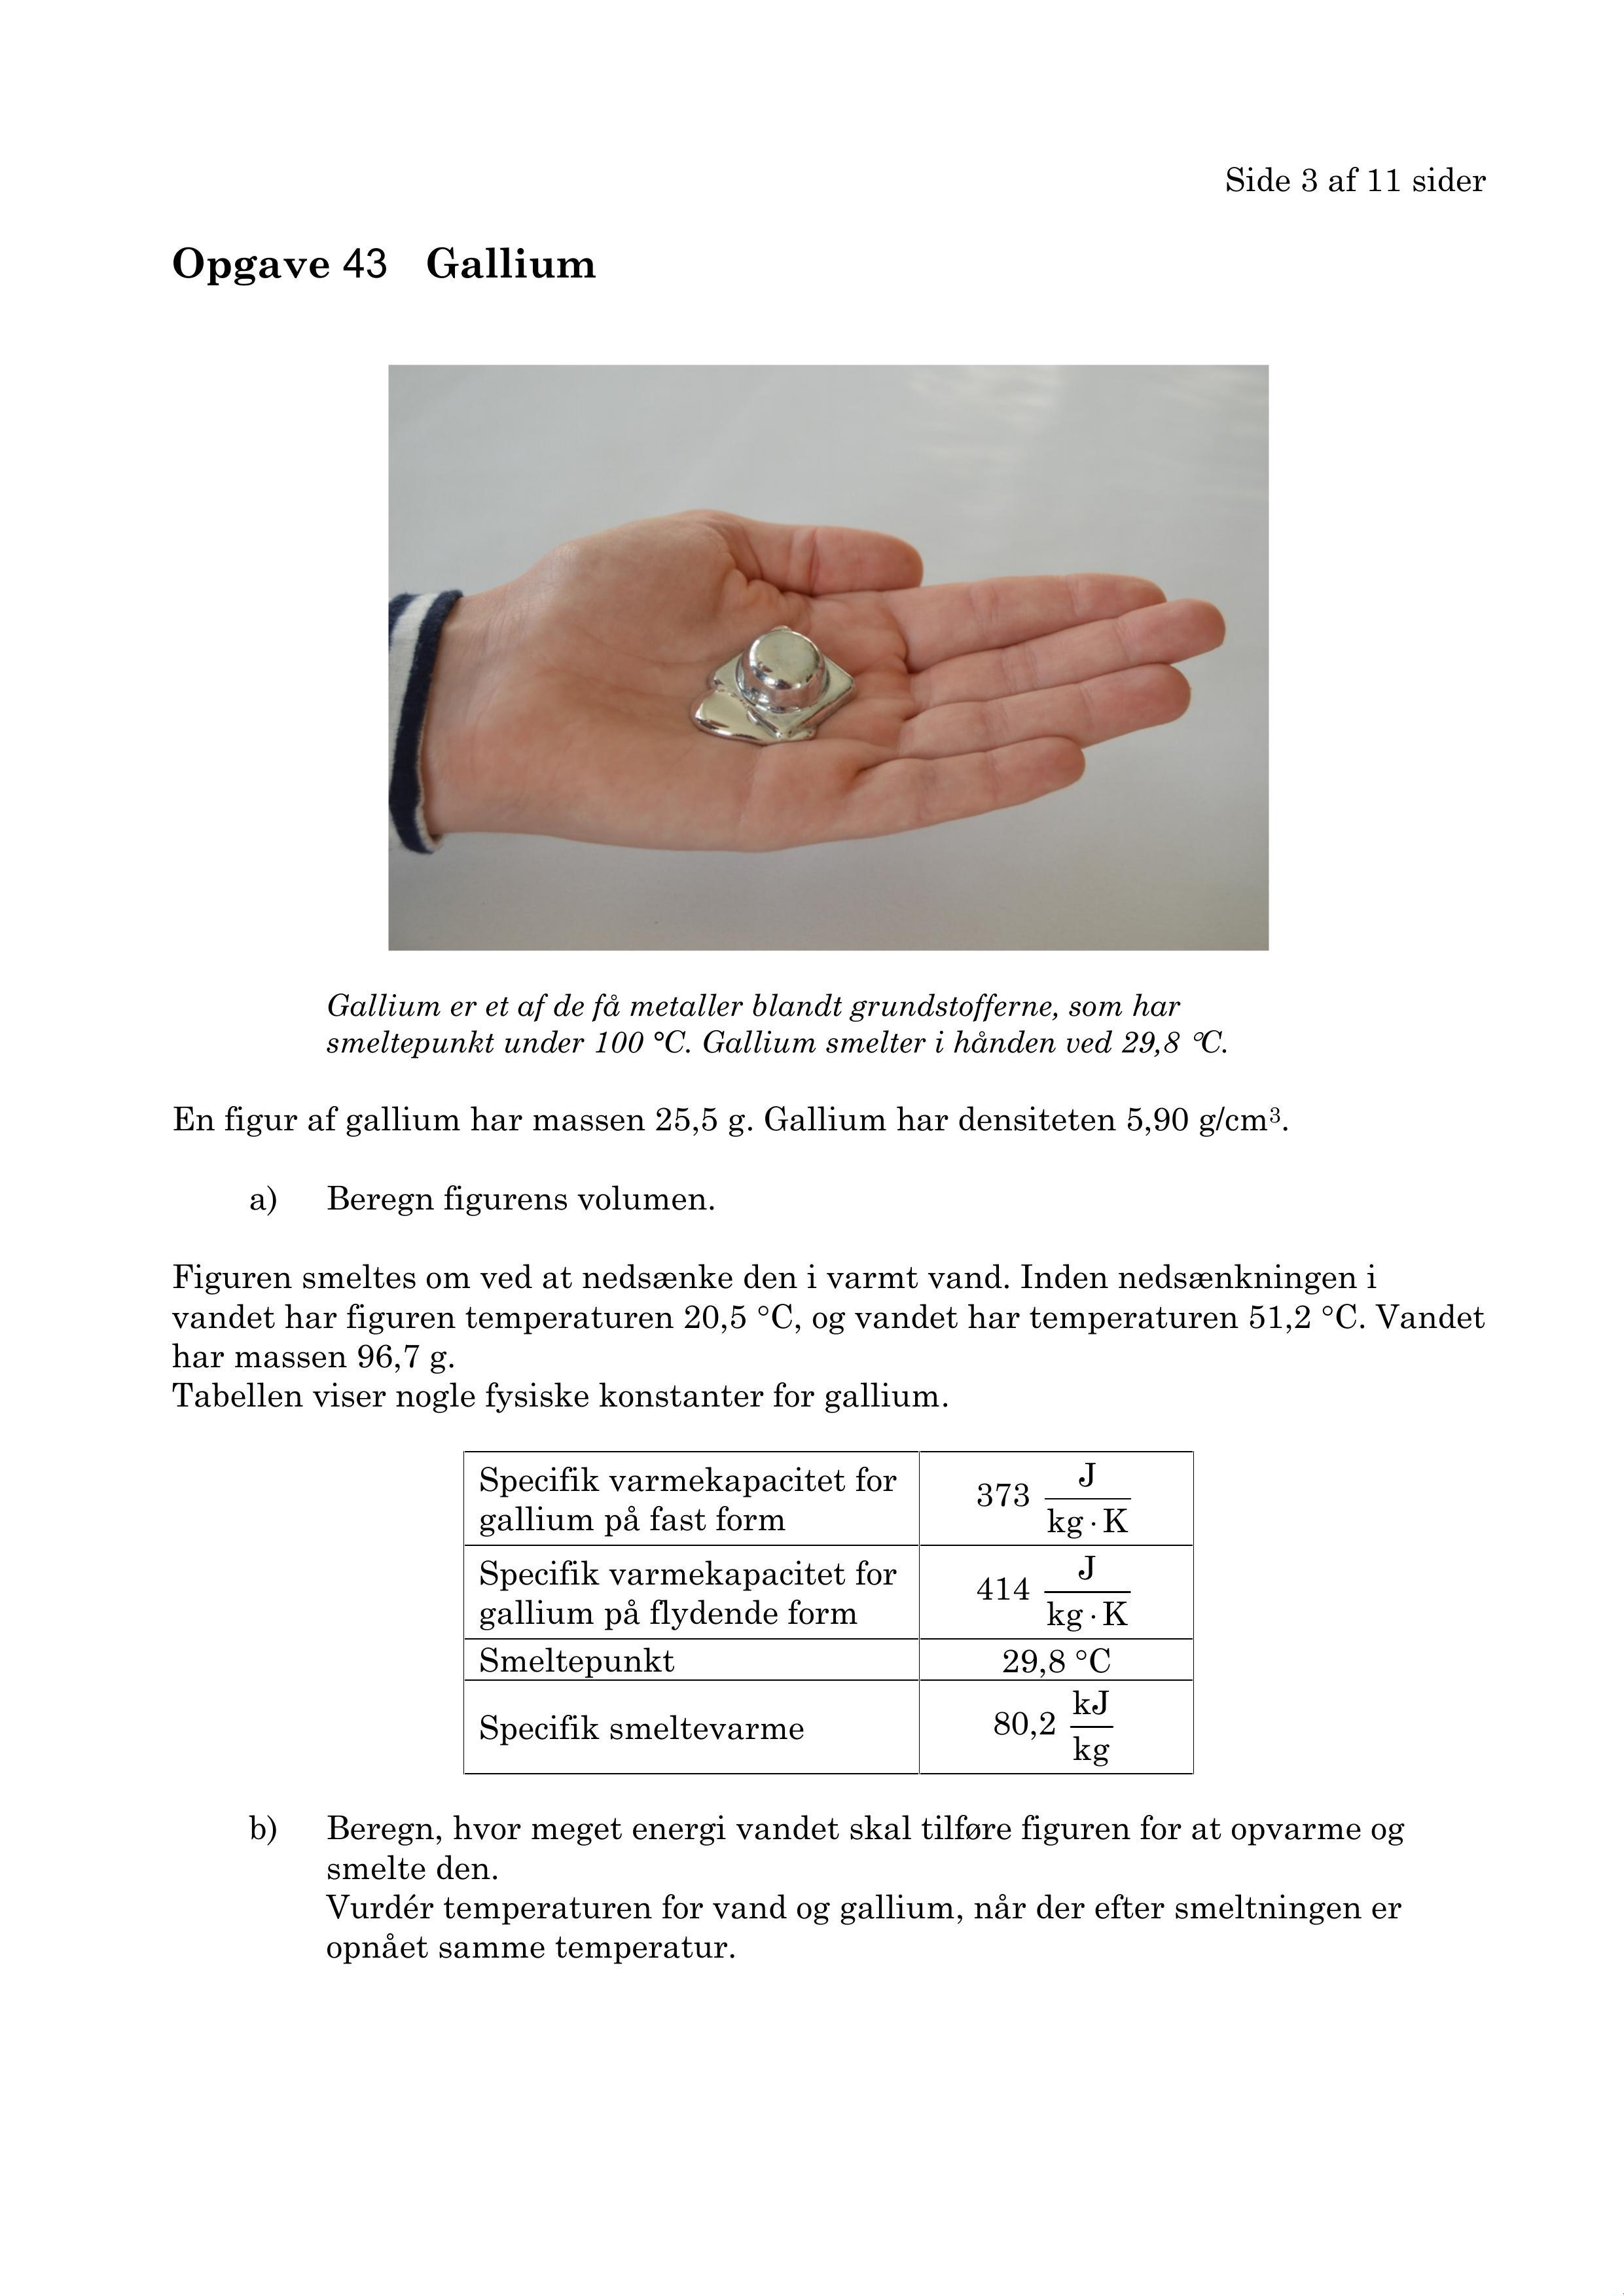 Side 3 af 11 sider
Opgave 43 Gallium
Gallium er et af de få metaller blandt grundstofferne, som har
smeltepunkt under 100 °C. Gallium smelter i hånden ved 29,8 °C.
En figur af gallium har massen 25,5 g. Gallium har densiteten 5,90 g/cm³.
a) Beregn figurens volumen.
Figuren smeltes om ved at nedsænke den i varmt vand. Inden nedsænkningen i
vandet har figuren temperaturen 20,5 °C, og vandet har temperaturen 51,2 °C. Vandet
har massen 96,7 g.
Tabellen viser nogle fysiske konstanter for gallium.
Specifik varmekapacitet for
gallium på fast form
373 J / kg · K
Specifik varmekapacitet for
gallium på flydende form
414 J / kg · K
Smeltepunkt 29,8 °C
Specifik smeltevarme 80,2 kJ / kg
b) Beregn, hvor meget energi vandet skal tilføre figuren for at opvarme og
smelte den.
Vurdér temperaturen for vand og gallium, når der efter smeltningen er
opnået samme temperatur.